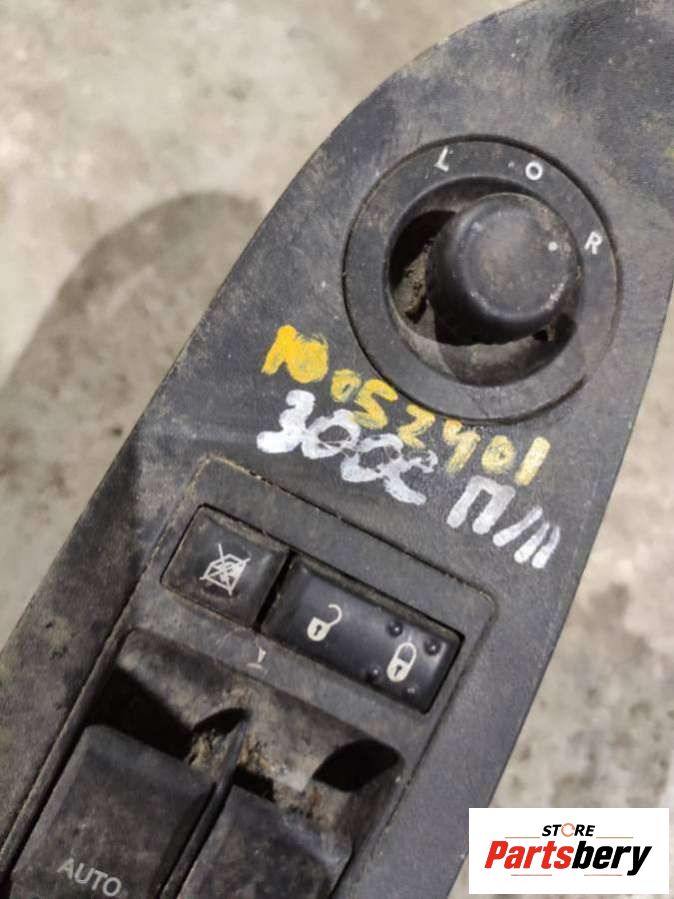 L O R
10052401
300C П/Л
AUTO
STORE
Partsbery